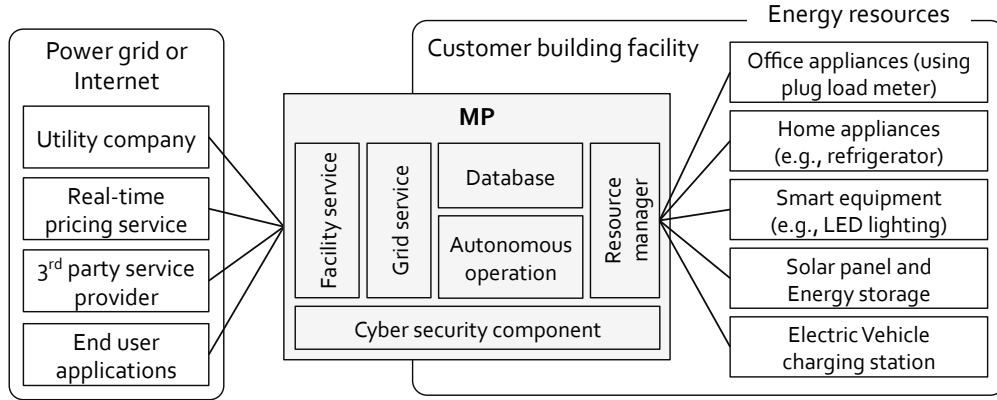 Power grid or
Internet
Utility company
Real-time
pricing service
3rd party service
provider
End user
applications
Customer building facility
MP
Facility service
Grid service
Database
Autonomous
operation
Resource
manager
Cyber security component
Energy resources
Office appliances (using
plug load meter)
Home appliances
(e.g., refrigerator)
Smart equipment
(e.g., LED lighting)
Solar panel and
Energy storage
Electric Vehicle
charging station